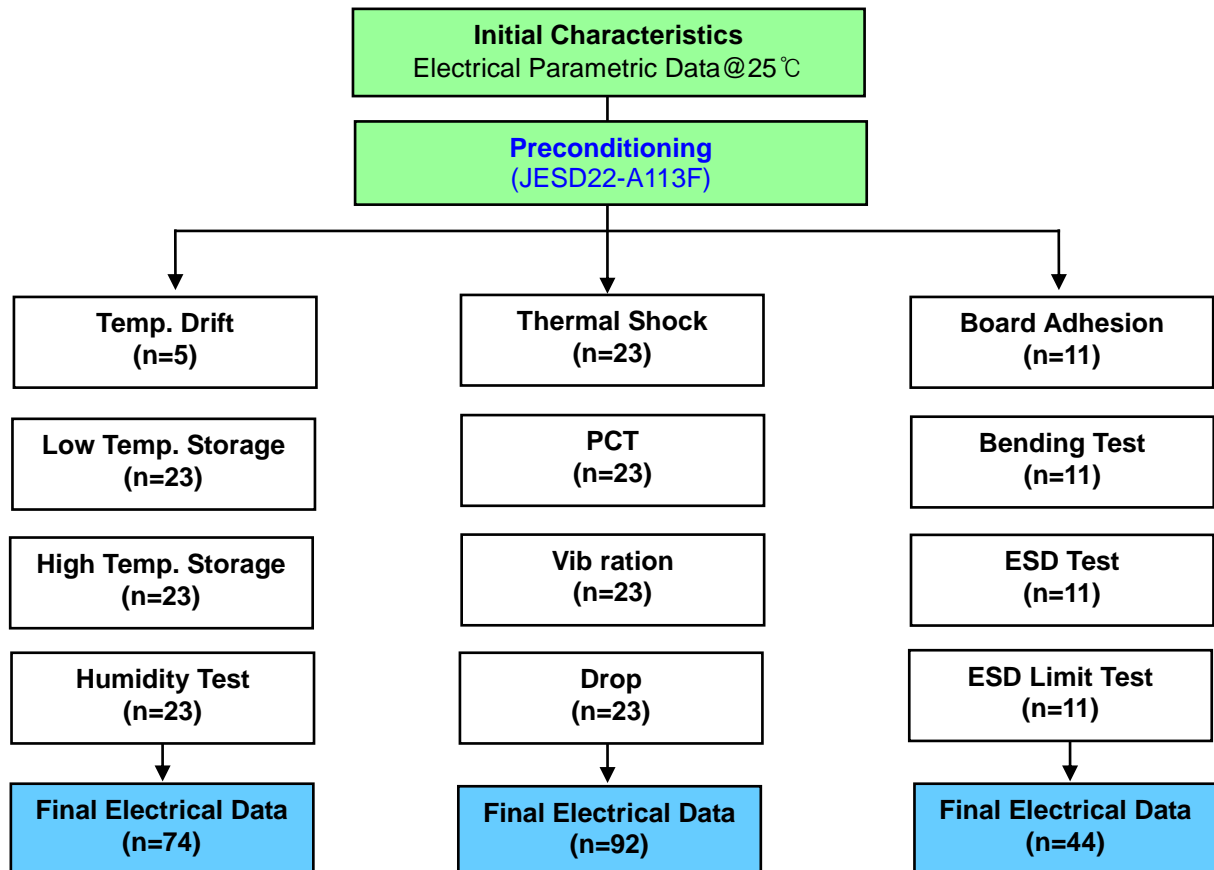 Initial Characteristics
Electrical Parametric Data@25℃
Preconditioning
(JESD22-A113F)
Temp. Drift
(n=5)
Thermal Shock
(n=23)
Board Adhesion
(n=11)
Low Temp. Storage
(n=23)
PCT
(n=23)
Bending Test
(n=11)
High Temp. Storage
(n=23)
Vib ration
(n=23)
ESD Test
(n=11)
Humidity Test
(n=23)
Drop
(n=23)
ESD Limit Test
(n=11)
Final Electrical Data
(n=74)
Final Electrical Data
(n=92)
Final Electrical Data
(n=44)